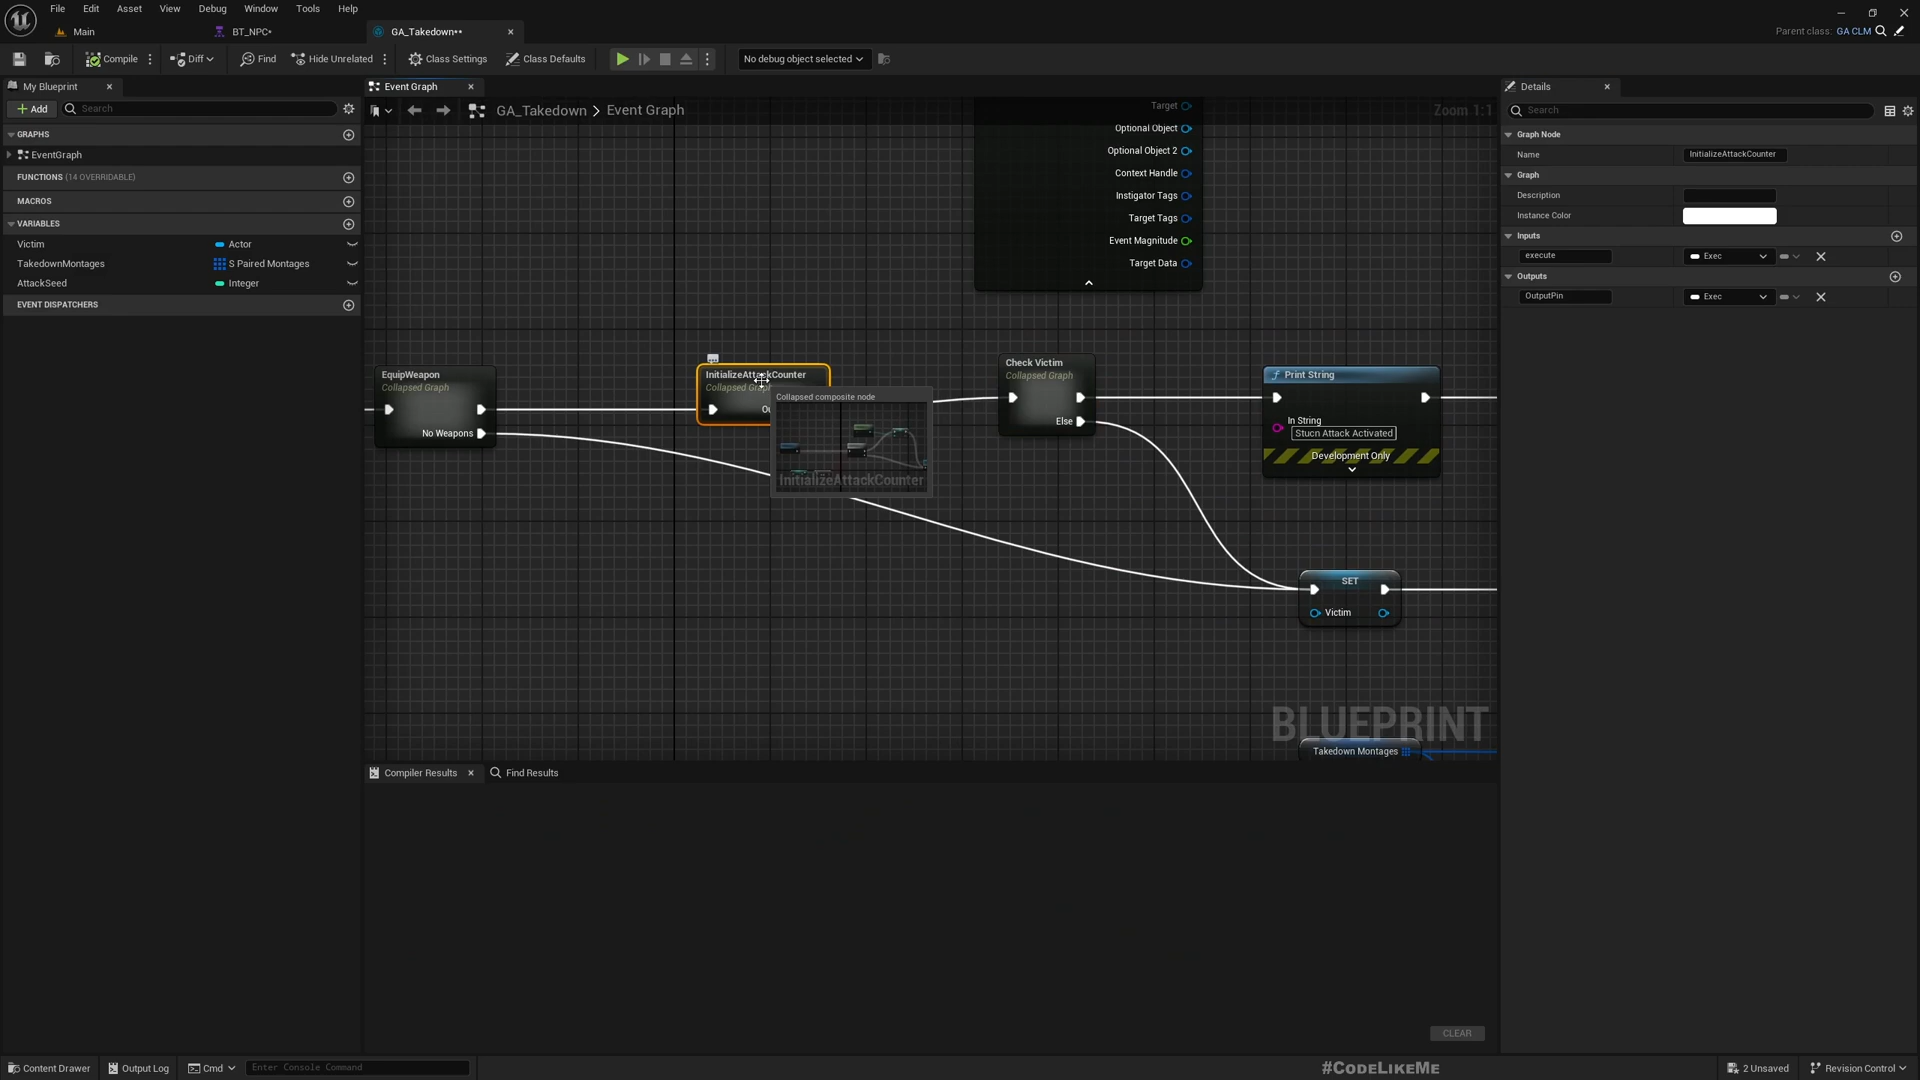 File Edit Asset View Debug Window Tools Help
Main
BT_NPC*
GA_Takedown**
Parent class: GA CLM
Compile
Diff
Find
Hide Unrelated
Class Settings
Class Defaults
No debug object selected
My Blueprint
Event Graph
Details
Add
Search
GA_Takedown > Event Graph
Zoom 1:1
Search
GRAPHS
EventGraph
FUNCTIONS (14 OVERRIDABLE)
MACROS
VARIABLES
Victim Actor
TakedownMontages S Paired Montages
AttackSeed Integer
EVENT DISPATCHERS
Target
Optional Object
Optional Object 2
Context Handle
Instigator Tags
Target Tags
Event Magnitude
Target Data
EquipWeapon
Collapsed Graph
No Weapons
InitializeAttackCounter
Collapsed Graph
Collapsed composite node
InitializeAttackCounter
Check Victim
Collapsed Graph
Else
Print String
In String
Stucn Attack Activated
Development Only
SET
Victim
BLUEPRINT
Takedown Montages
Graph Node
Name InitializeAttackCounter
Graph
Description
Instance Color
Inputs
execute Exec
Outputs
OutputPin Exec
Compiler Results
Find Results
CLEAR
Content Drawer
Output Log
Cmd
Enter Console Command
#CodeLikeMe
2 Unsaved
Revision Control